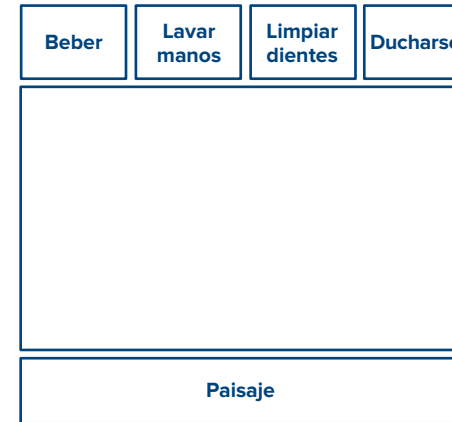 Beber
Lavar
manos
Limpiar
dientes
Ducharse
Paisaje